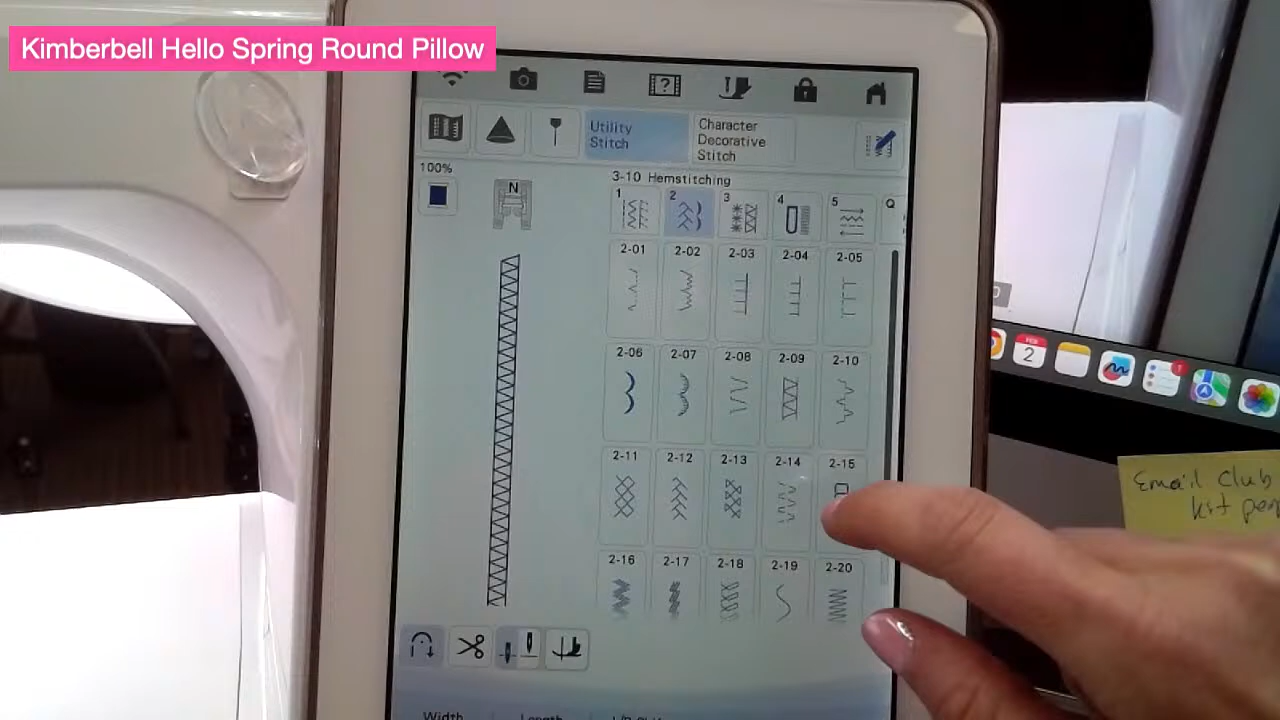 Kimberbell Hello Spring Round Pillow
Utility
Stitch
Character
Decorative
Stitch
100%
N
3-10 Hemstitching
1 2 3 4 5
2-01 2-02 2-03 2-04 2-05
2-06 2-07 2-08 2-09 2-10
2-11 2-12 2-13 2-14 2-15
2-16 2-17 2-18 2-19 2-20
Width Length
FEB
2
1
Email Club
kit